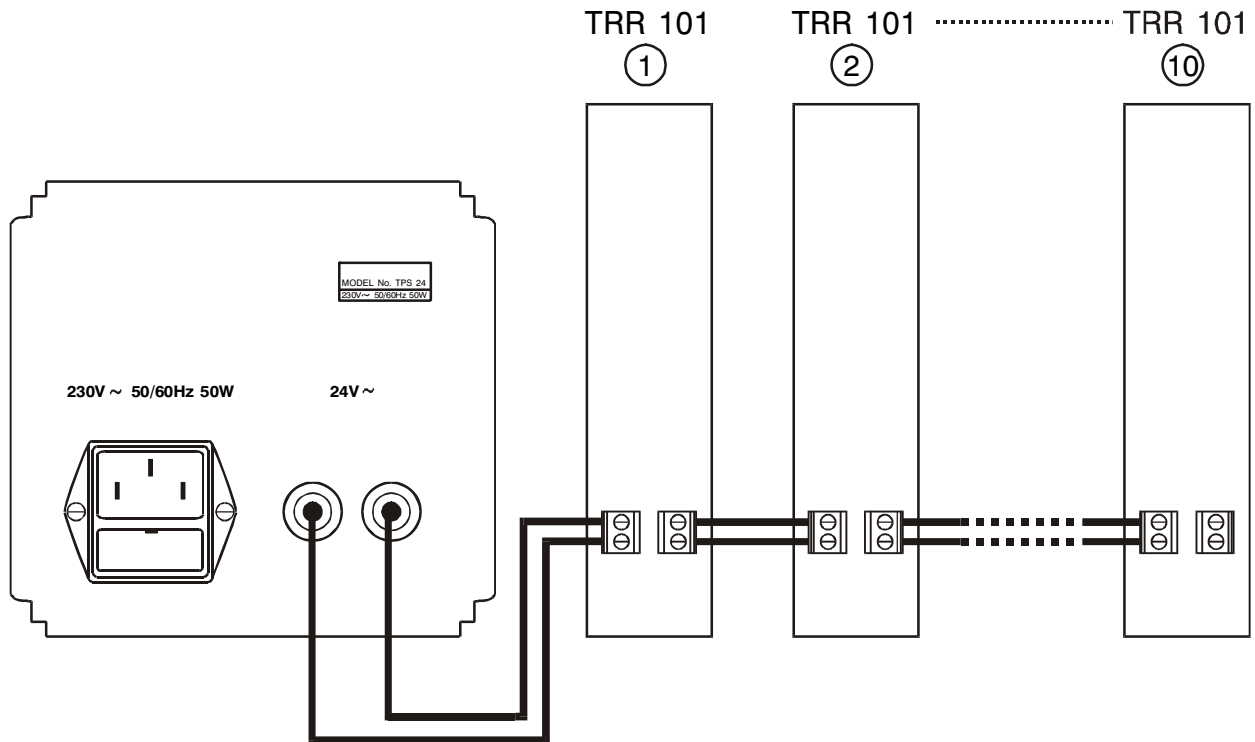 TRR 101 TRR 101 TRR 101
1 2 10
MODEL No. TPS 24
230V~ 50/60Hz 50W
230V~ 50/60Hz 50W 24V~